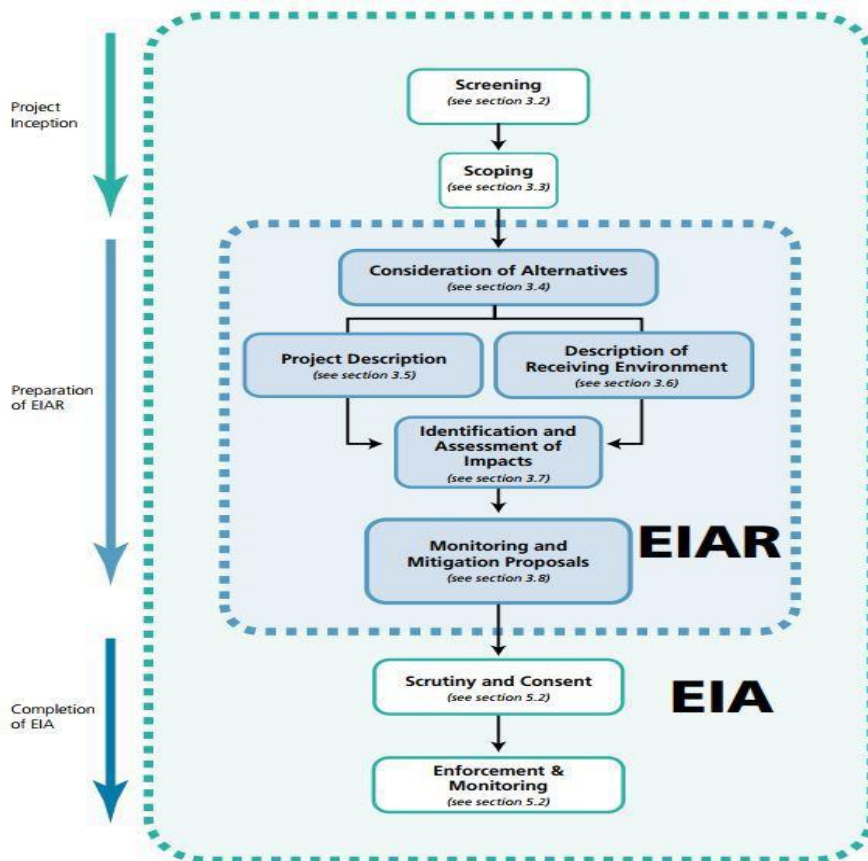 Screening
(see section 3.2)
Project
Inception
Scoping
(see section 3.3)
Consideration of Alternatives
(see section 3.4)
Project Description
(see section 3.5)
Description of
Receiving Environment
(see section 3.6)
Preparation
of EIAR
Identification and
Assessment of
Impacts
(see section 3.7)
EIAR
Monitoring and
Mitigation Proposals
(see section 3.8)
Scrutiny and Consent
(see section 5.2)
EIA
Completion
of EIA
Enforcement &
Monitoring
(see section 5.2)